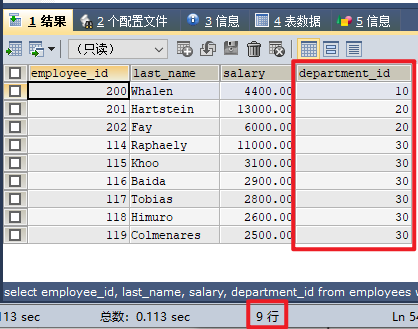 1 结果 2 个配置文件 3 信息 4 表数据 5 信息
（只读）
employee_id last_name salary department_id
200 Whalen 4400.00 10
201 Hartstein 13000.00 20
202 Fay 6000.00 20
114 Raphaely 11000.00 30
115 Khoo 3100.00 30
116 Baida 2900.00 30
117 Tobias 2800.00 30
118 Himuro 2600.00 30
119 Colmenares 2500.00 30
select employee_id, last_name, salary, department_id from employees w
113 sec 总数: 0.113 sec 9 行 Ln 54